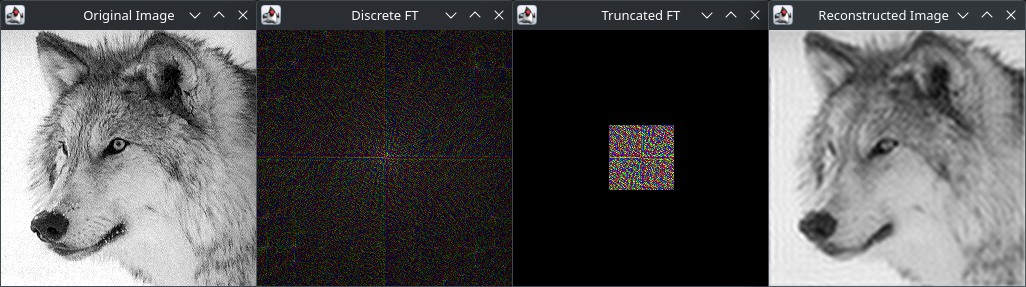 Original Image
Discrete FT
Truncated FT
Reconstructed Image